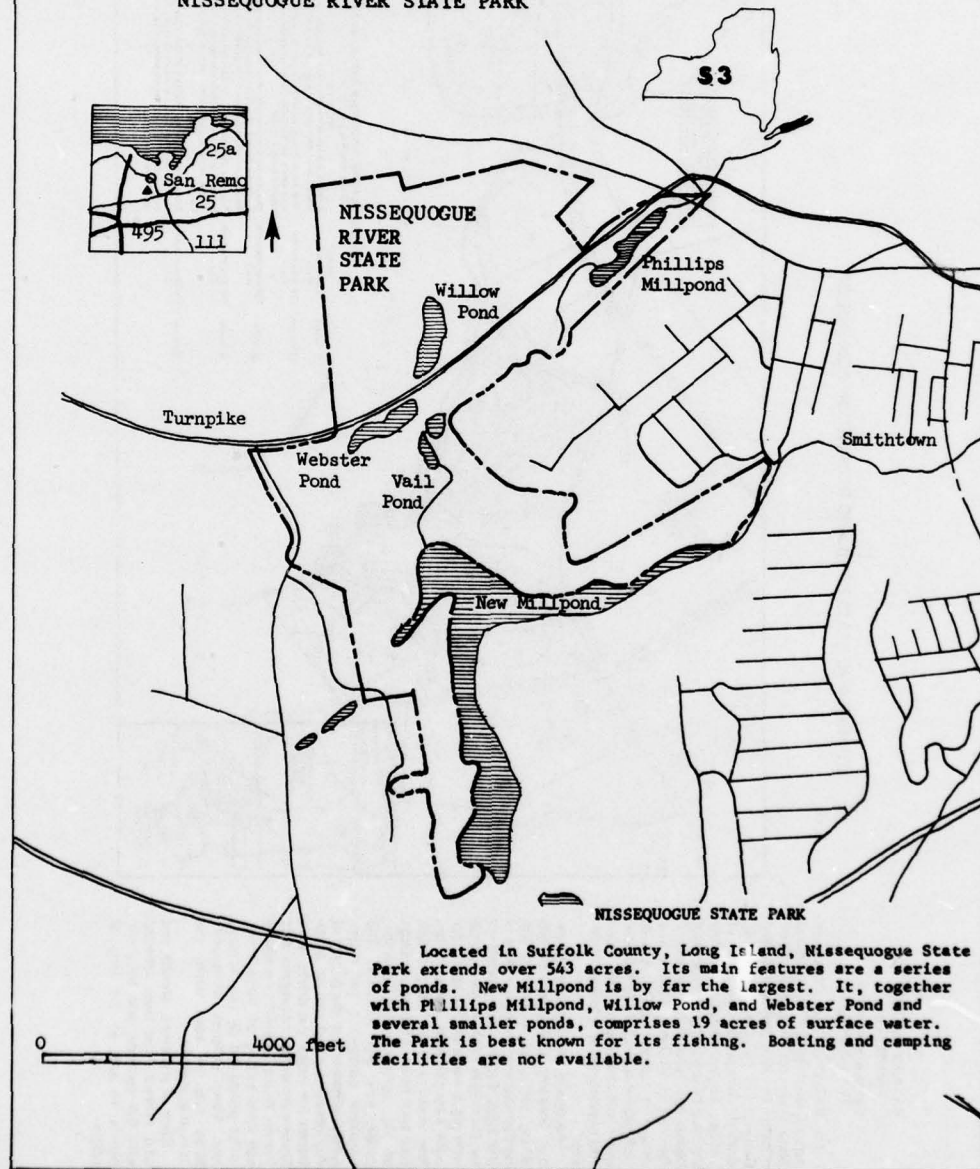 NISSEQUOGUE RIVER STATE PARK
S3
25a
San Remo
25
495
111
NISSEQUOGUE
RIVER
STATE
PARK
Phillips
Millpond
Willow
Pond
Turnpike
Webster
Pond
Vail
Pond
Smithtown
New Millpond
NISSEQUOGUE STATE PARK
Located in Suffolk County, Long Island, Nissequogue State
Park extends over 543 acres. Its main features are a series
of ponds. New Millpond is by far the largest. It, together
with Phillips Millpond, Willow Pond, and Webster Pond and
several smaller ponds, comprises 19 acres of surface water.
The Park is best known for its fishing. Boating and camping
facilities are not available.
0 4000 feet